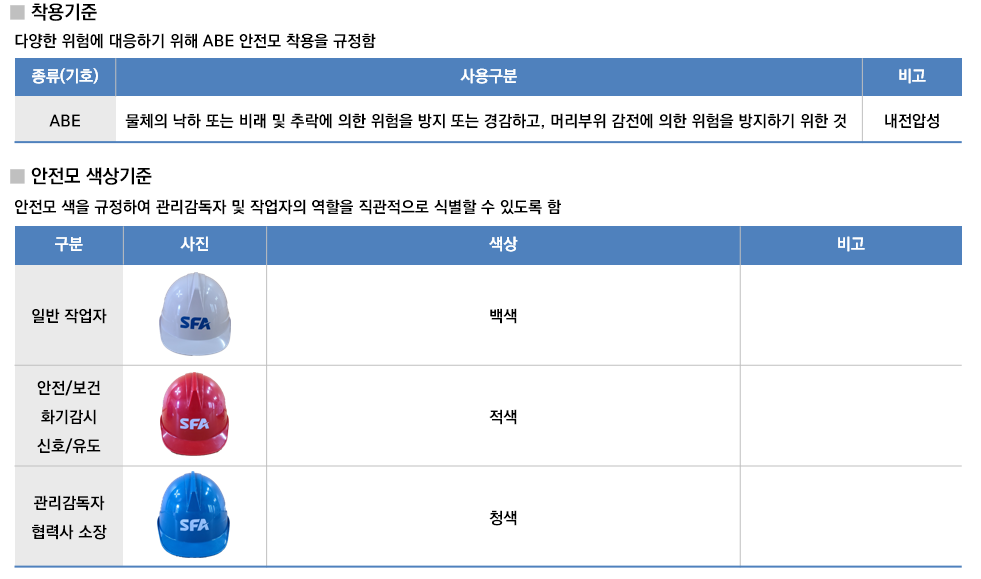 착용기준
다양한 위험에 대응하기 위해 ABE 안전모 착용을 규정함
종류(기호) 사용구분 비고
ABE 물체의 낙하 또는 비래 및 추락에 의한 위험을 방지 또는 경감하고, 머리부위 감전에 의한 위험을 방지하기 위한 것 내전압성
안전모 색상기준
안전모 색을 규정하여 관리감독자 및 작업자의 역할을 직관적으로 식별할 수 있도록 함
구분 사진 색상 비고
일반 작업자 SFA 백색
안전/보건
화기감시 SFA 적색
신호/유도
관리감독자
SFA 청색
협력사 소장